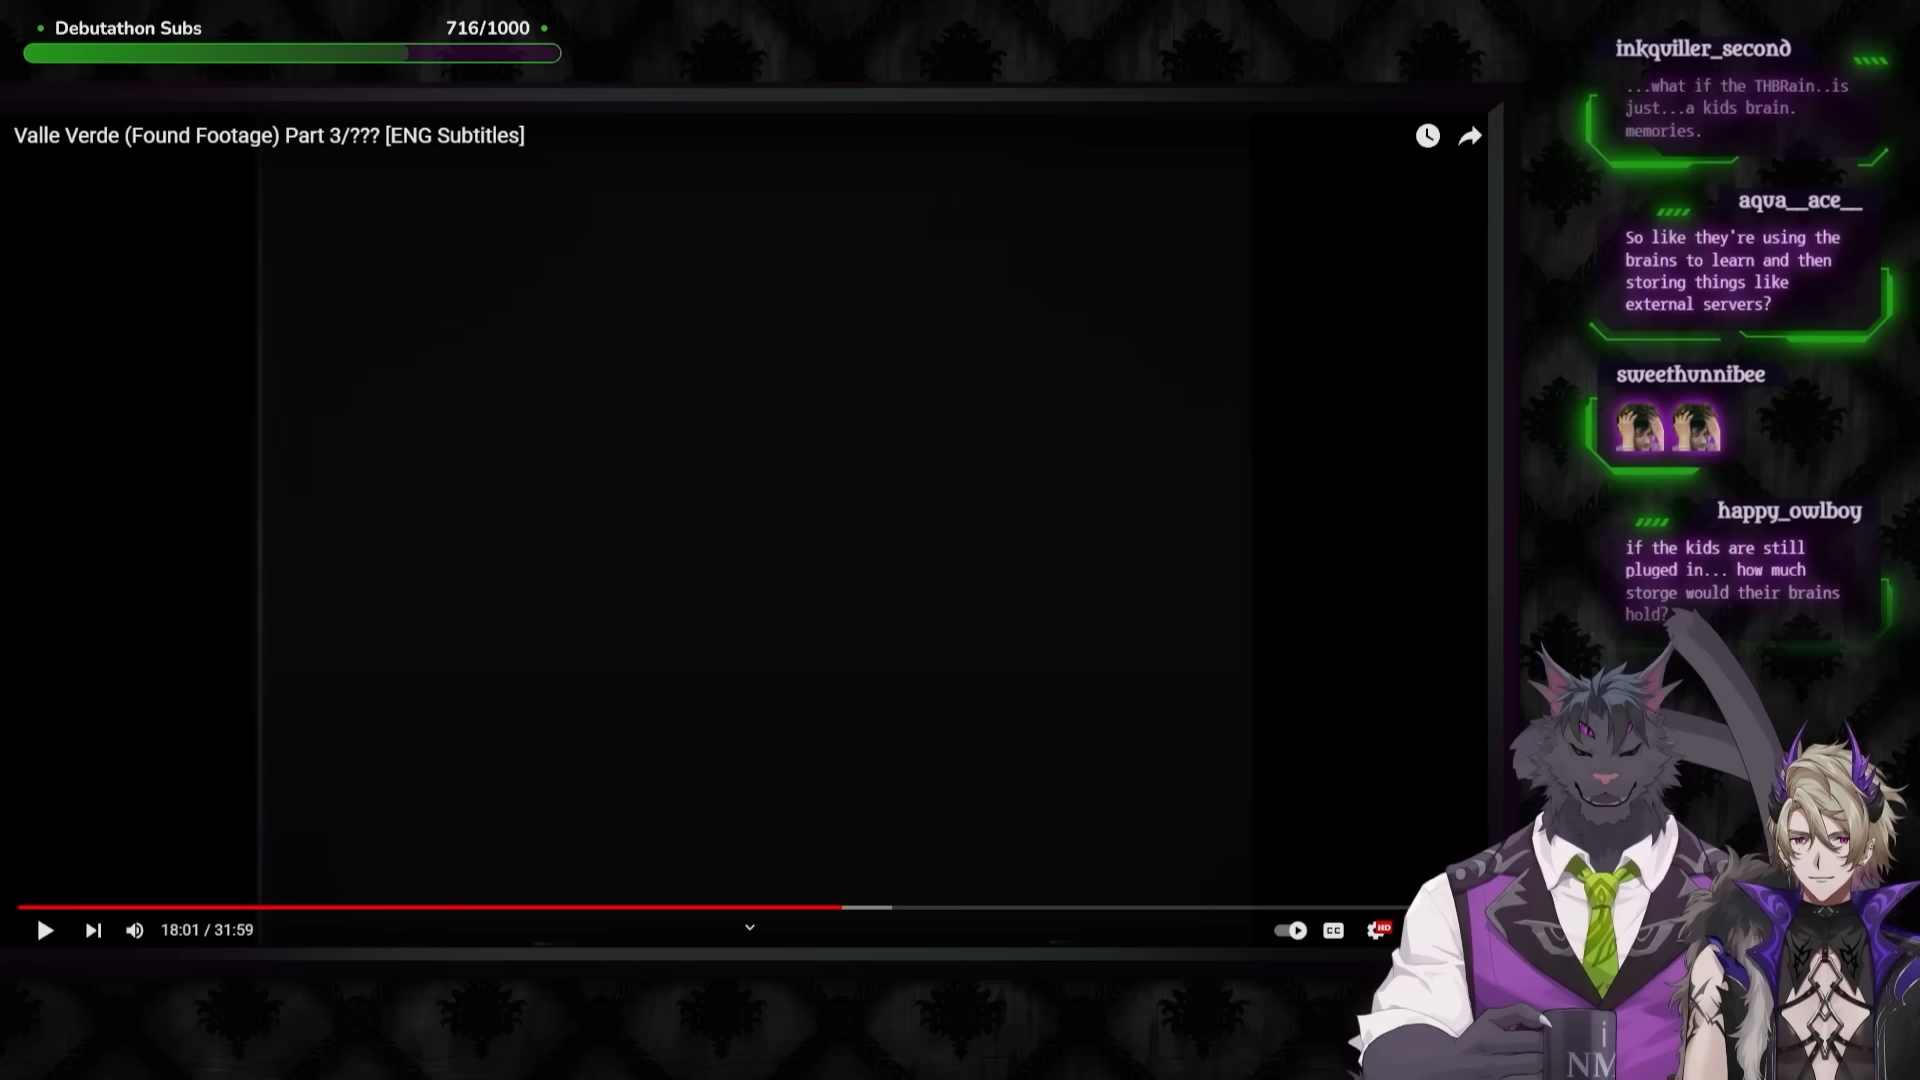 Debutathon Subs 716/1000
Valle Verde (Found Footage) Part 3/??? [ENG Subtitles]
18:01 / 31:59
CC
HD
inkquiller_second
...what if the THBRain..is
just...a kids brain.
memories.
aqua__ace__
So like they're using the
brains to learn and then
storing things like
external servers?
sweethunnibee
happy_owlboy
if the kids are still
pluged in... how much
storge would their brains
hold?
i
NM